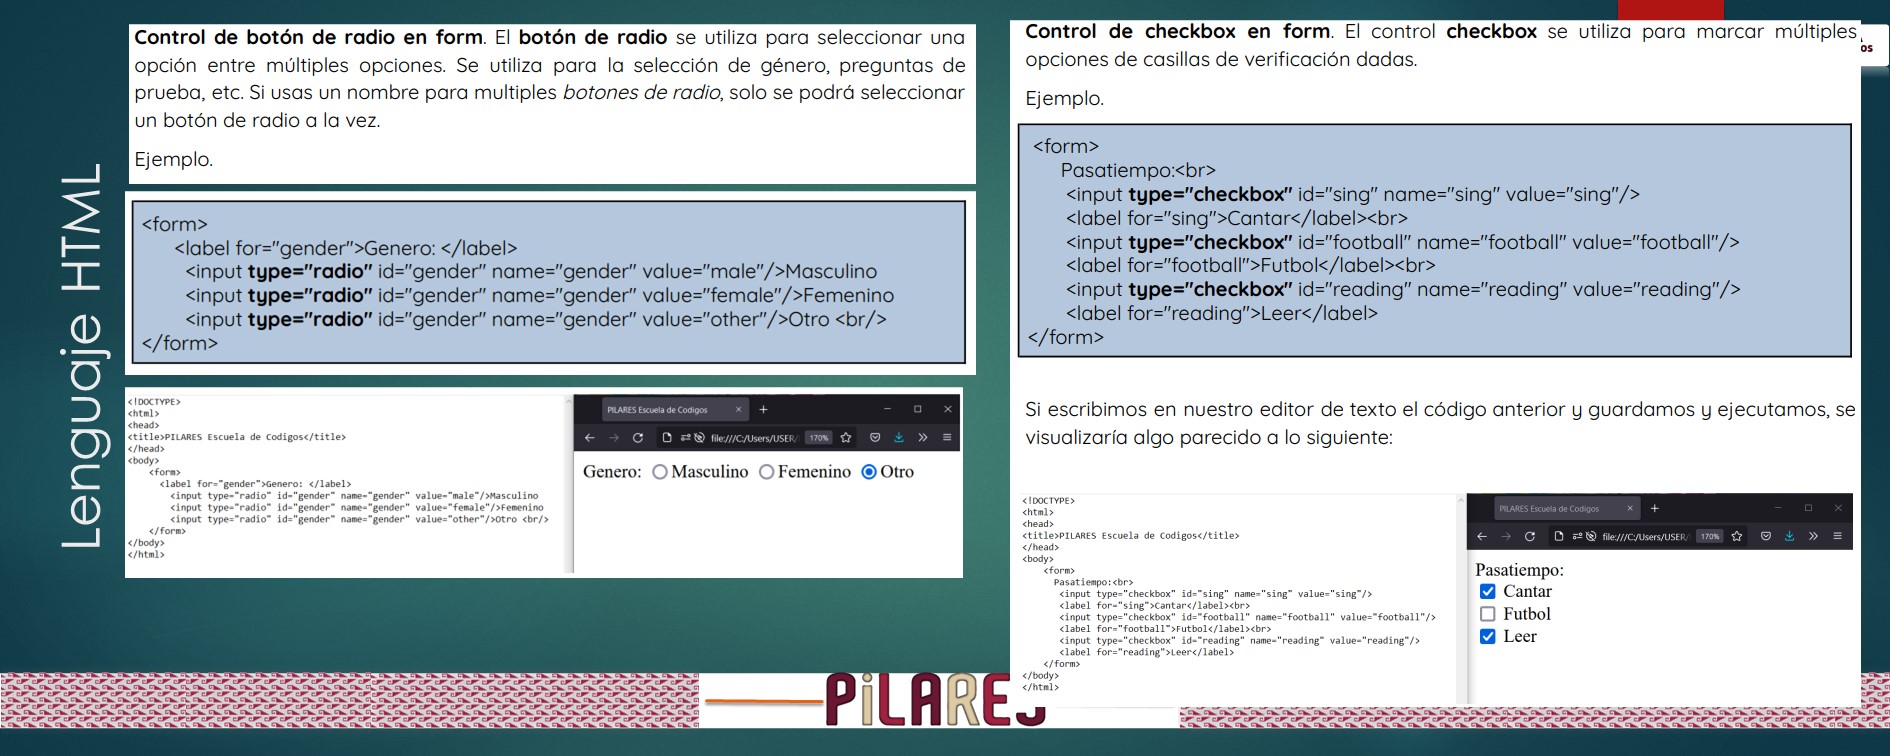 Lenguaje HTML
Control de botón de radio en form. El botón de radio se utiliza para seleccionar una
opción entre múltiples opciones. Se utiliza para la selección de género, preguntas de
prueba, etc. Si usas un nombre para multiples botones de radio, solo se podrá seleccionar
un botón de radio a la vez.
Ejemplo.
<form>
<label for="gender">Genero: </label>
<input type="radio" id="gender" name="gender" value="male"/>Masculino
<input type="radio" id="gender" name="gender" value="female"/>Femenino
<input type="radio" id="gender" name="gender" value="other"/>Otro <br/>
</form>
<!DOCTYPE>
<html>
<head>
<title>PILARES Escuela de Codigos</title>
</head>
<body>
<form>
<label for="gender">Genero: </label>
<input type="radio" id="gender" name="gender" value="male"/>Masculino
<input type="radio" id="gender" name="gender" value="female"/>Femenino
<input type="radio" id="gender" name="gender" value="other"/>Otro <br/>
</form>
</body>
</html>
PILARES Escuela de Codigos
file:///C:/Users/USER/ 170%
Genero: Masculino Femenino Otro
Control de checkbox en form. El control checkbox se utiliza para marcar múltiples
opciones de casillas de verificación dadas.
Ejemplo.
<form>
Pasatiempo:<br>
<input type="checkbox" id="sing" name="sing" value="sing"/>
<label for="sing">Cantar</label><br>
<input type="checkbox" id="football" name="football" value="football"/>
<label for="football">Futbol</label><br>
<input type="checkbox" id="reading" name="reading" value="reading"/>
<label for="reading">Leer</label>
</form>
Si escribimos en nuestro editor de texto el código anterior y guardamos y ejecutamos, se
visualizaría algo parecido a lo siguiente:
<!DOCTYPE>
<html>
<head>
<title>PILARES Escuela de Codigos</title>
</head>
<body>
<form>
Pasatiempo:<br>
<input type="checkbox" id="sing" name="sing" value="sing"/>
<label for="sing">Cantar</label><br>
<input type="checkbox" id="football" name="football" value="football"/>
<label for="football">Futbol</label><br>
<input type="checkbox" id="reading" name="reading" value="reading"/>
<label for="reading">Leer</label>
</form>
</body>
</html>
PILARES Escuela de Codigos
file:///C:/Users/USER/ 170%
Pasatiempo:
Cantar
Futbol
Leer
PiLARES